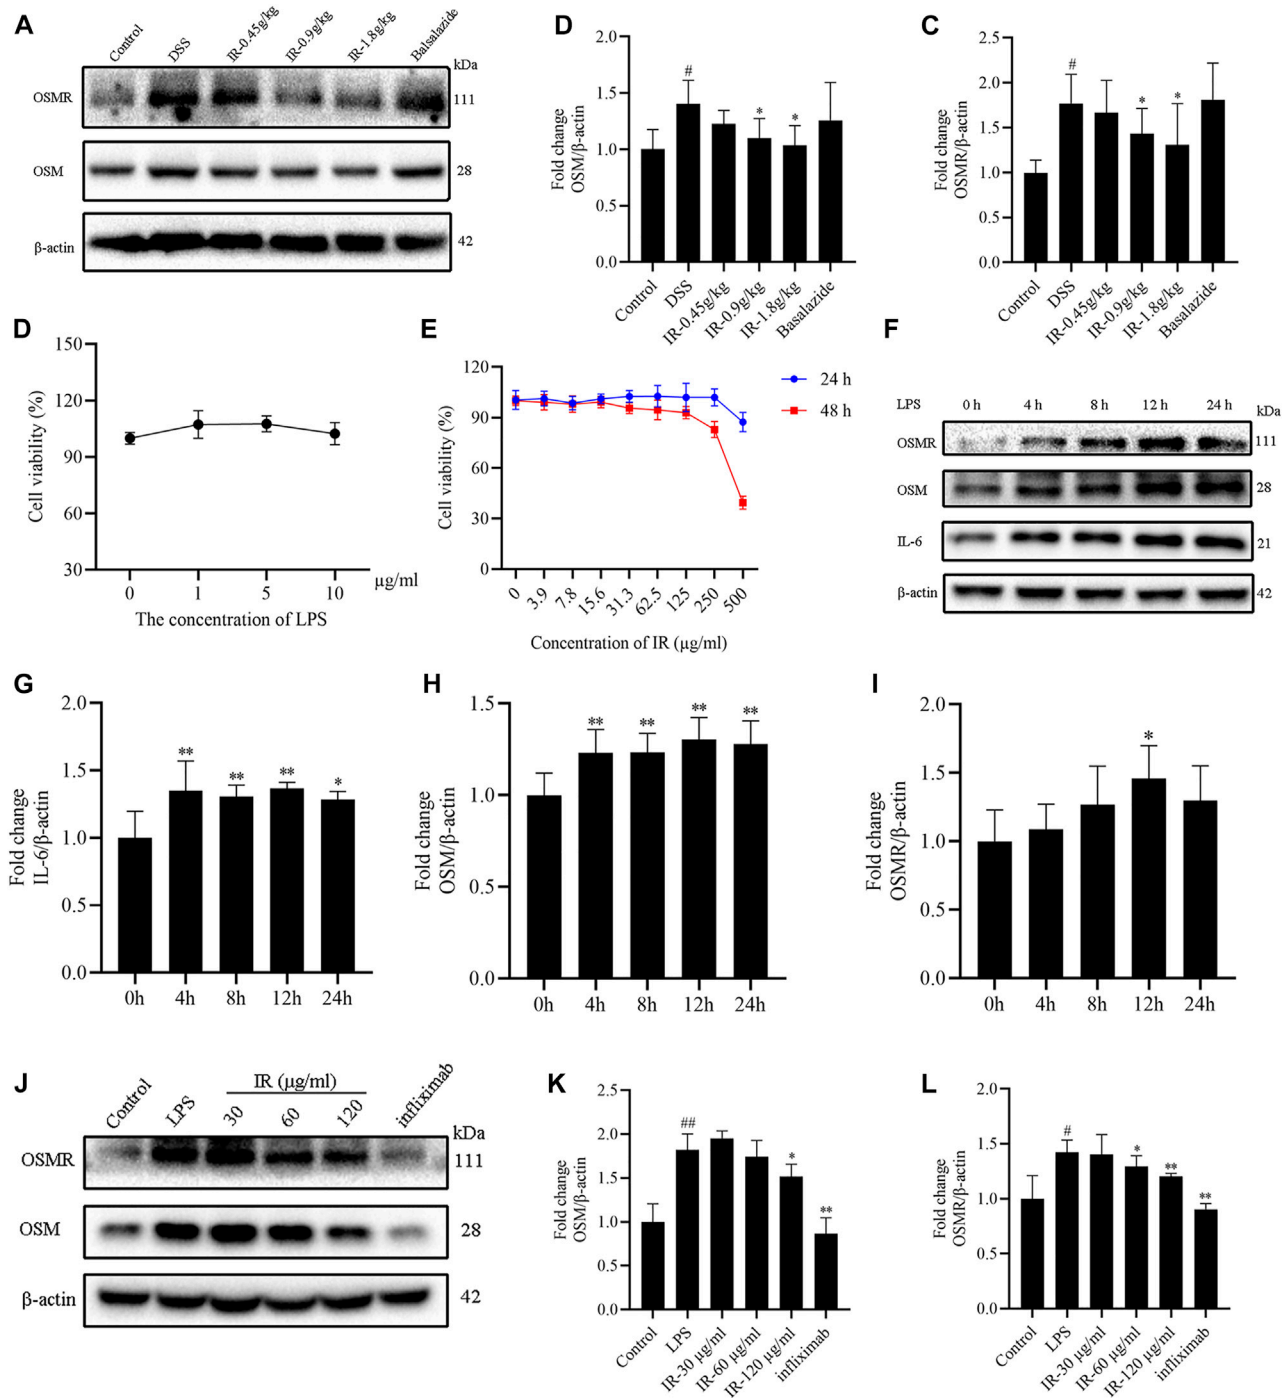 A
Control
DSS
IR-0.45g/kg
IR-0.9g/kg
IR-1.8g/kg
Balsalazide
kDa
OSMR
111
OSM
28
β-actin
42
D
Fold change
OSM/β-actin
2.0
1.5
1.0
0.5
0.0
#
*
*
Control
DSS
IR-0.45g/kg
IR-0.9g/kg
IR-1.8g/kg
Basalazide
C
Fold change
OSMR/β-actin
2.5
2.0
1.5
1.0
0.5
0.0
#
*
*
Control
DSS
IR-0.45g/kg
IR-0.9g/kg
IR-1.8g/kg
Basalazide
D
Cell viability (%)
150
120
90
60
30
0
1
5
10
µg/ml
The concentration of LPS
E
Cell viability (%)
120
90
60
30
0
24 h
48 h
0
3.9
7.8
15.6
31.3
62.5
125
250
500
Concentration of IR (µg/ml)
F
LPS
0 h
4 h
8 h
12 h
24 h
kDa
OSMR
111
OSM
28
IL-6
21
β-actin
42
G
Fold change
IL-6/β-actin
2.0
1.5
1.0
0.5
0.0
**
**
**
*
0h
4h
8h
12h
24h
H
Fold change
OSM/β-actin
1.5
1.0
0.5
0.0
**
**
**
**
0h
4h
8h
12h
24h
I
Fold change
OSMR/β-actin
2.0
1.5
1.0
0.5
0.0
*
0h
4h
8h
12h
24h
J
Control
LPS
IR (µg/ml)
30
60
120
infliximab
kDa
OSMR
111
OSM
28
β-actin
42
K
Fold change
OSM/β-actin
2.5
2.0
1.5
1.0
0.5
0.0
##
*
**
Control
LPS
IR-30 µg/ml
IR-60 µg/ml
IR-120 µg/ml
infliximab
L
Fold change
OSMR/β-actin
2.0
1.5
1.0
0.5
0.0
#
*
**
**
Control
LPS
IR-30 µg/ml
IR-60 µg/ml
IR-120 µg/ml
infliximab